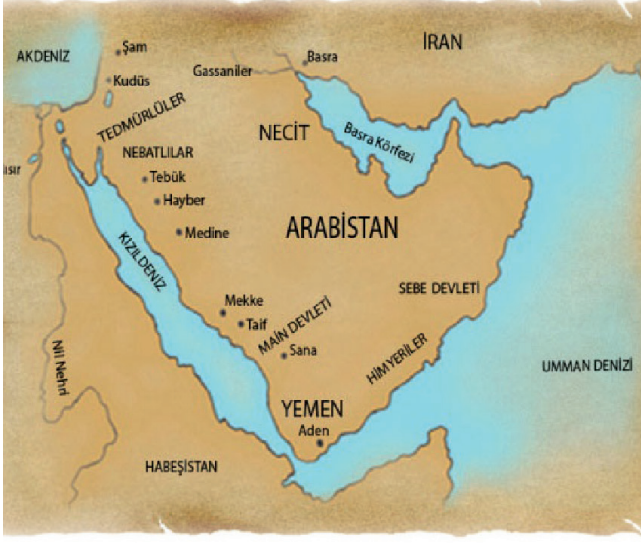 AKDENİZ
Şam
Kudüs
Gassaniler
Basra
İRAN
TEDMÜRLÜLER
NECİT
Basra Körfezi
NEBATLILAR
ısır
Tebük
Hayber
Medine
ARABİSTAN
KIZILDENİZ
SEBE DEVLETİ
Mekke
Taif
MAİN DEVLETİ
Sana
HİMYERİLER
UMMAN DENİZİ
Nil Nehri
YEMEN
Aden
HABEŞİSTAN